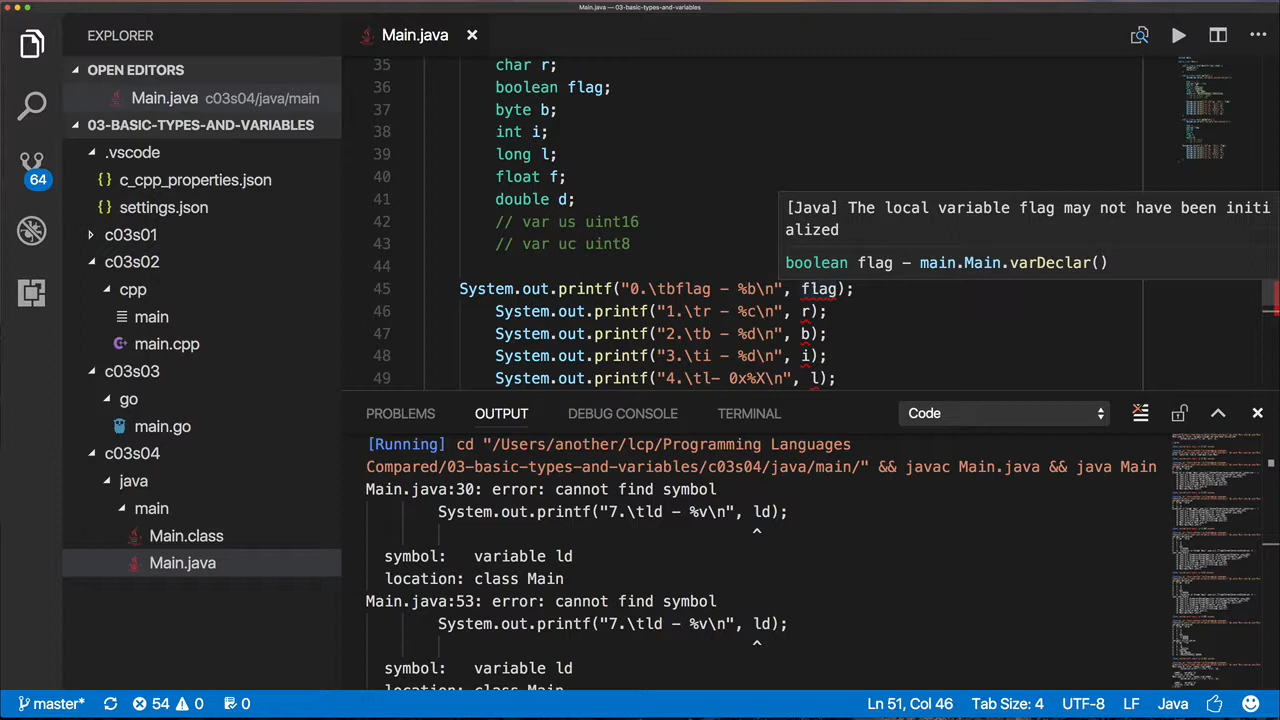 Main.java — 03-basic-types-and-variables
EXPLORER
OPEN EDITORS
Main.java c03s04/java/main
03-BASIC-TYPES-AND-VARIABLES
.vscode
{} c_cpp_properties.json
{} settings.json
c03s01
c03s02
cpp
main
main.cpp
c03s03
go
main.go
c03s04
java
main
Main.class
Main.java
64
Main.java
35 char r;
36 boolean flag;
37 byte b;
38 int i;
39 long l;
40 float f;
41 double d;
42 // var us uint16
43 // var uc uint8
44
45 System.out.printf("0.\tbflag - %b\n", flag);
46 System.out.printf("1.\tr - %c\n", r);
47 System.out.printf("2.\tb - %d\n", b);
48 System.out.printf("3.\ti - %d\n", i);
49 System.out.printf("4.\tl- 0x%X\n", l);
[Java] The local variable flag may not have been initi
alized
boolean flag - main.Main.varDeclar()
PROBLEMS OUTPUT DEBUG CONSOLE TERMINAL Code
[Running] cd "/Users/another/lcp/Programming Languages
Compared/03-basic-types-and-variables/c03s04/java/main/" && javac Main.java && java Main
Main.java:30: error: cannot find symbol
System.out.printf("7.\tld - %v\n", ld);
^
symbol: variable ld
location: class Main
Main.java:53: error: cannot find symbol
System.out.printf("7.\tld - %v\n", ld);
^
symbol: variable ld
location: class Main
master* 54 0 0 Ln 51, Col 46 Tab Size: 4 UTF-8 LF Java